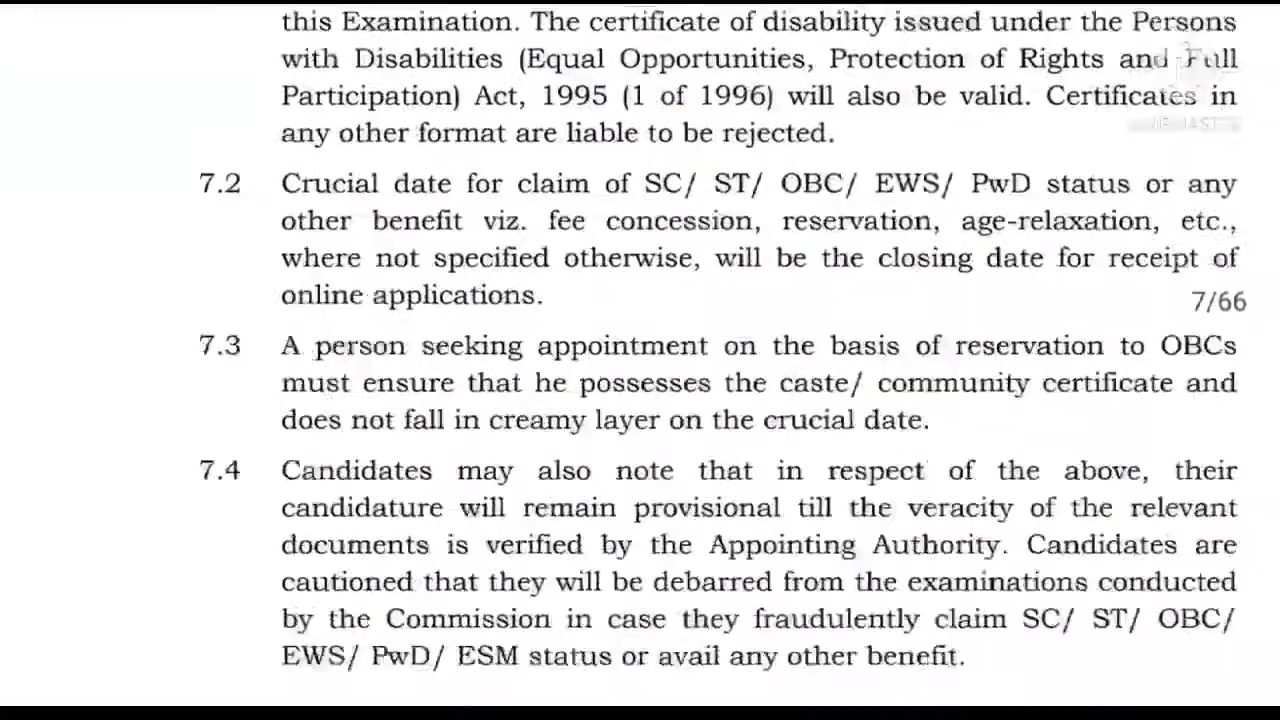 this Examination. The certificate of disability issued under the Persons
with Disabilities (Equal Opportunities, Protection of Rights and Full
Participation) Act, 1995 (1 of 1996) will also be valid. Certificates in
any other format are liable to be rejected.
7.2 Crucial date for claim of SC/ ST/ OBC/ EWS/ PwD status or any
other benefit viz. fee concession, reservation, age-relaxation, etc.,
where not specified otherwise, will be the closing date for receipt of
online applications.
7/66
7.3 A person seeking appointment on the basis of reservation to OBCs
must ensure that he possesses the caste/ community certificate and
does not fall in creamy layer on the crucial date.
7.4 Candidates may also note that in respect of the above, their
candidature will remain provisional till the veracity of the relevant
documents is verified by the Appointing Authority. Candidates are
cautioned that they will be debarred from the examinations conducted
by the Commission in case they fraudulently claim SC/ ST/ OBC/
EWS/ PwD/ ESM status or avail any other benefit.